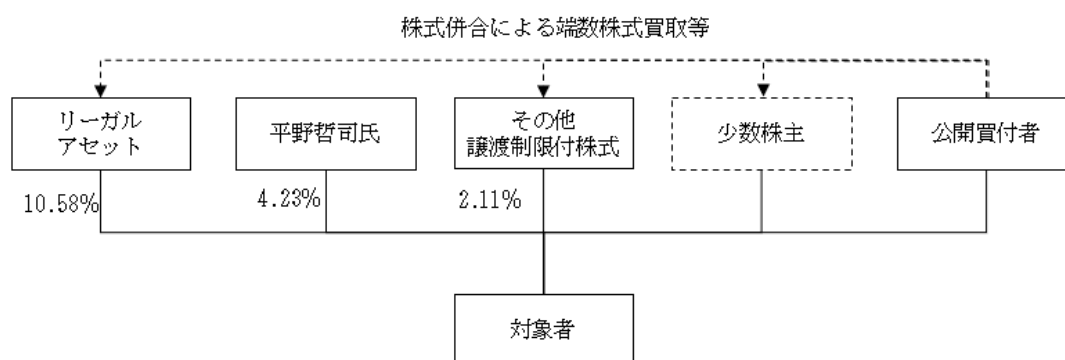 株式併合による端数株式買取等
リーガル
アセット
平野哲司氏
その他
譲渡制限付株式
少数株主
公開買付者
10.58%
4.23%
2.11%
対象者